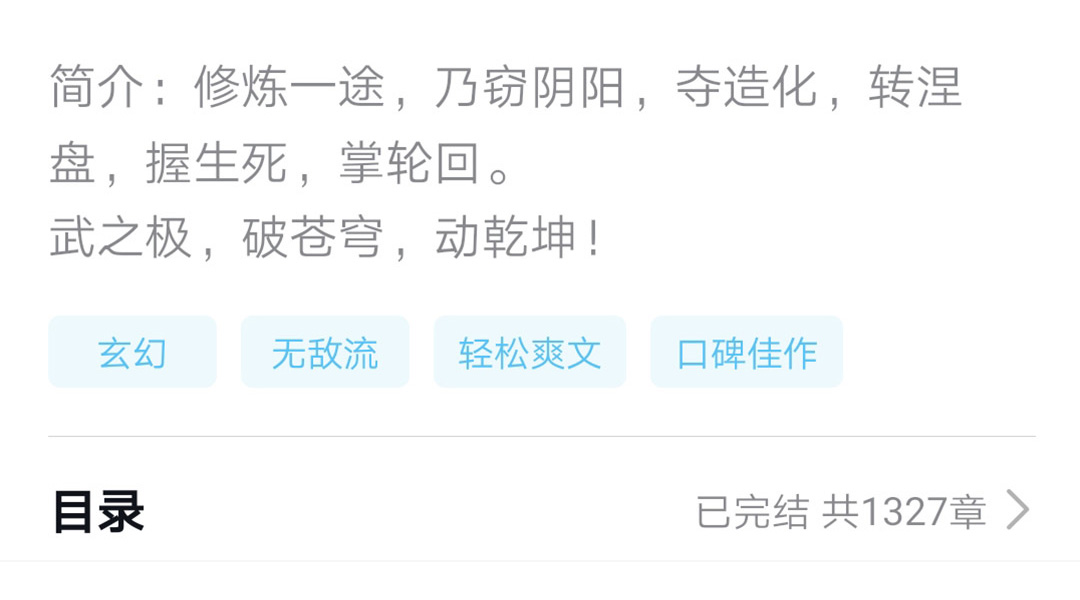 简介：修炼一途，乃窃阴阳，夺造化，转涅
盘，握生死，掌轮回。
武之极，破苍穹，动乾坤！
玄幻 无敌流 轻松爽文 口碑佳作
目录 已完结 共1327章